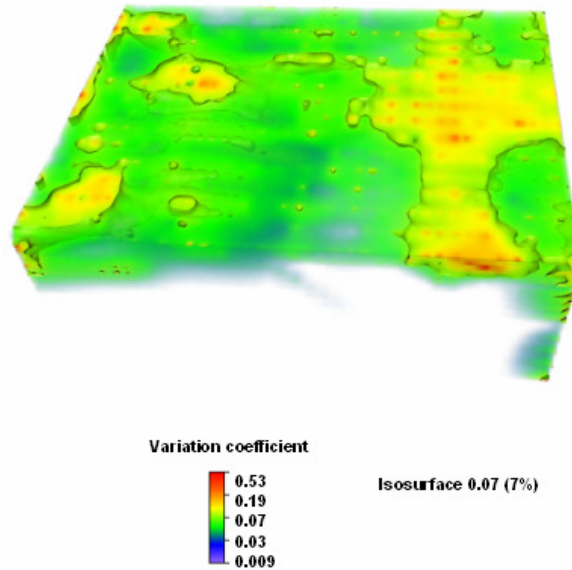 Variation coefficient
0.53
0.19
0.07
0.03
0.009
Isosurface 0.07 (7%)